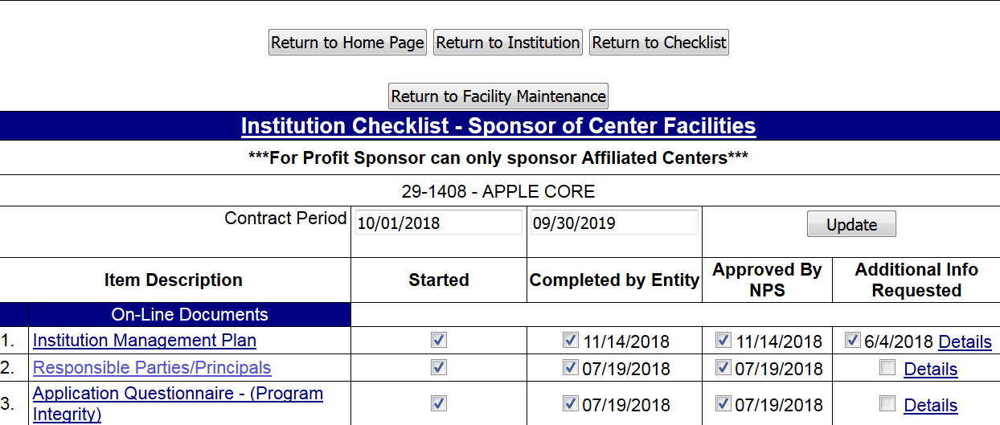 Return to Home Page Return to Institution Return to Checklist
Return to Facility Maintenance
Institution Checklist - Sponsor of Center Facilities
***For Profit Sponsor can only sponsor Affiliated Centers***
29-1408 - APPLE CORE
Contract Period 10/01/2018 09/30/2019 Update
Item Description Started Completed by Entity Approved By NPS Additional Info Requested
On-Line Documents
1. Institution Management Plan 11/14/2018 11/14/2018 6/4/2018 Details
2. Responsible Parties/Principals 07/19/2018 07/19/2018 Details
3. Application Questionnaire - (Program Integrity) 07/19/2018 07/19/2018 Details